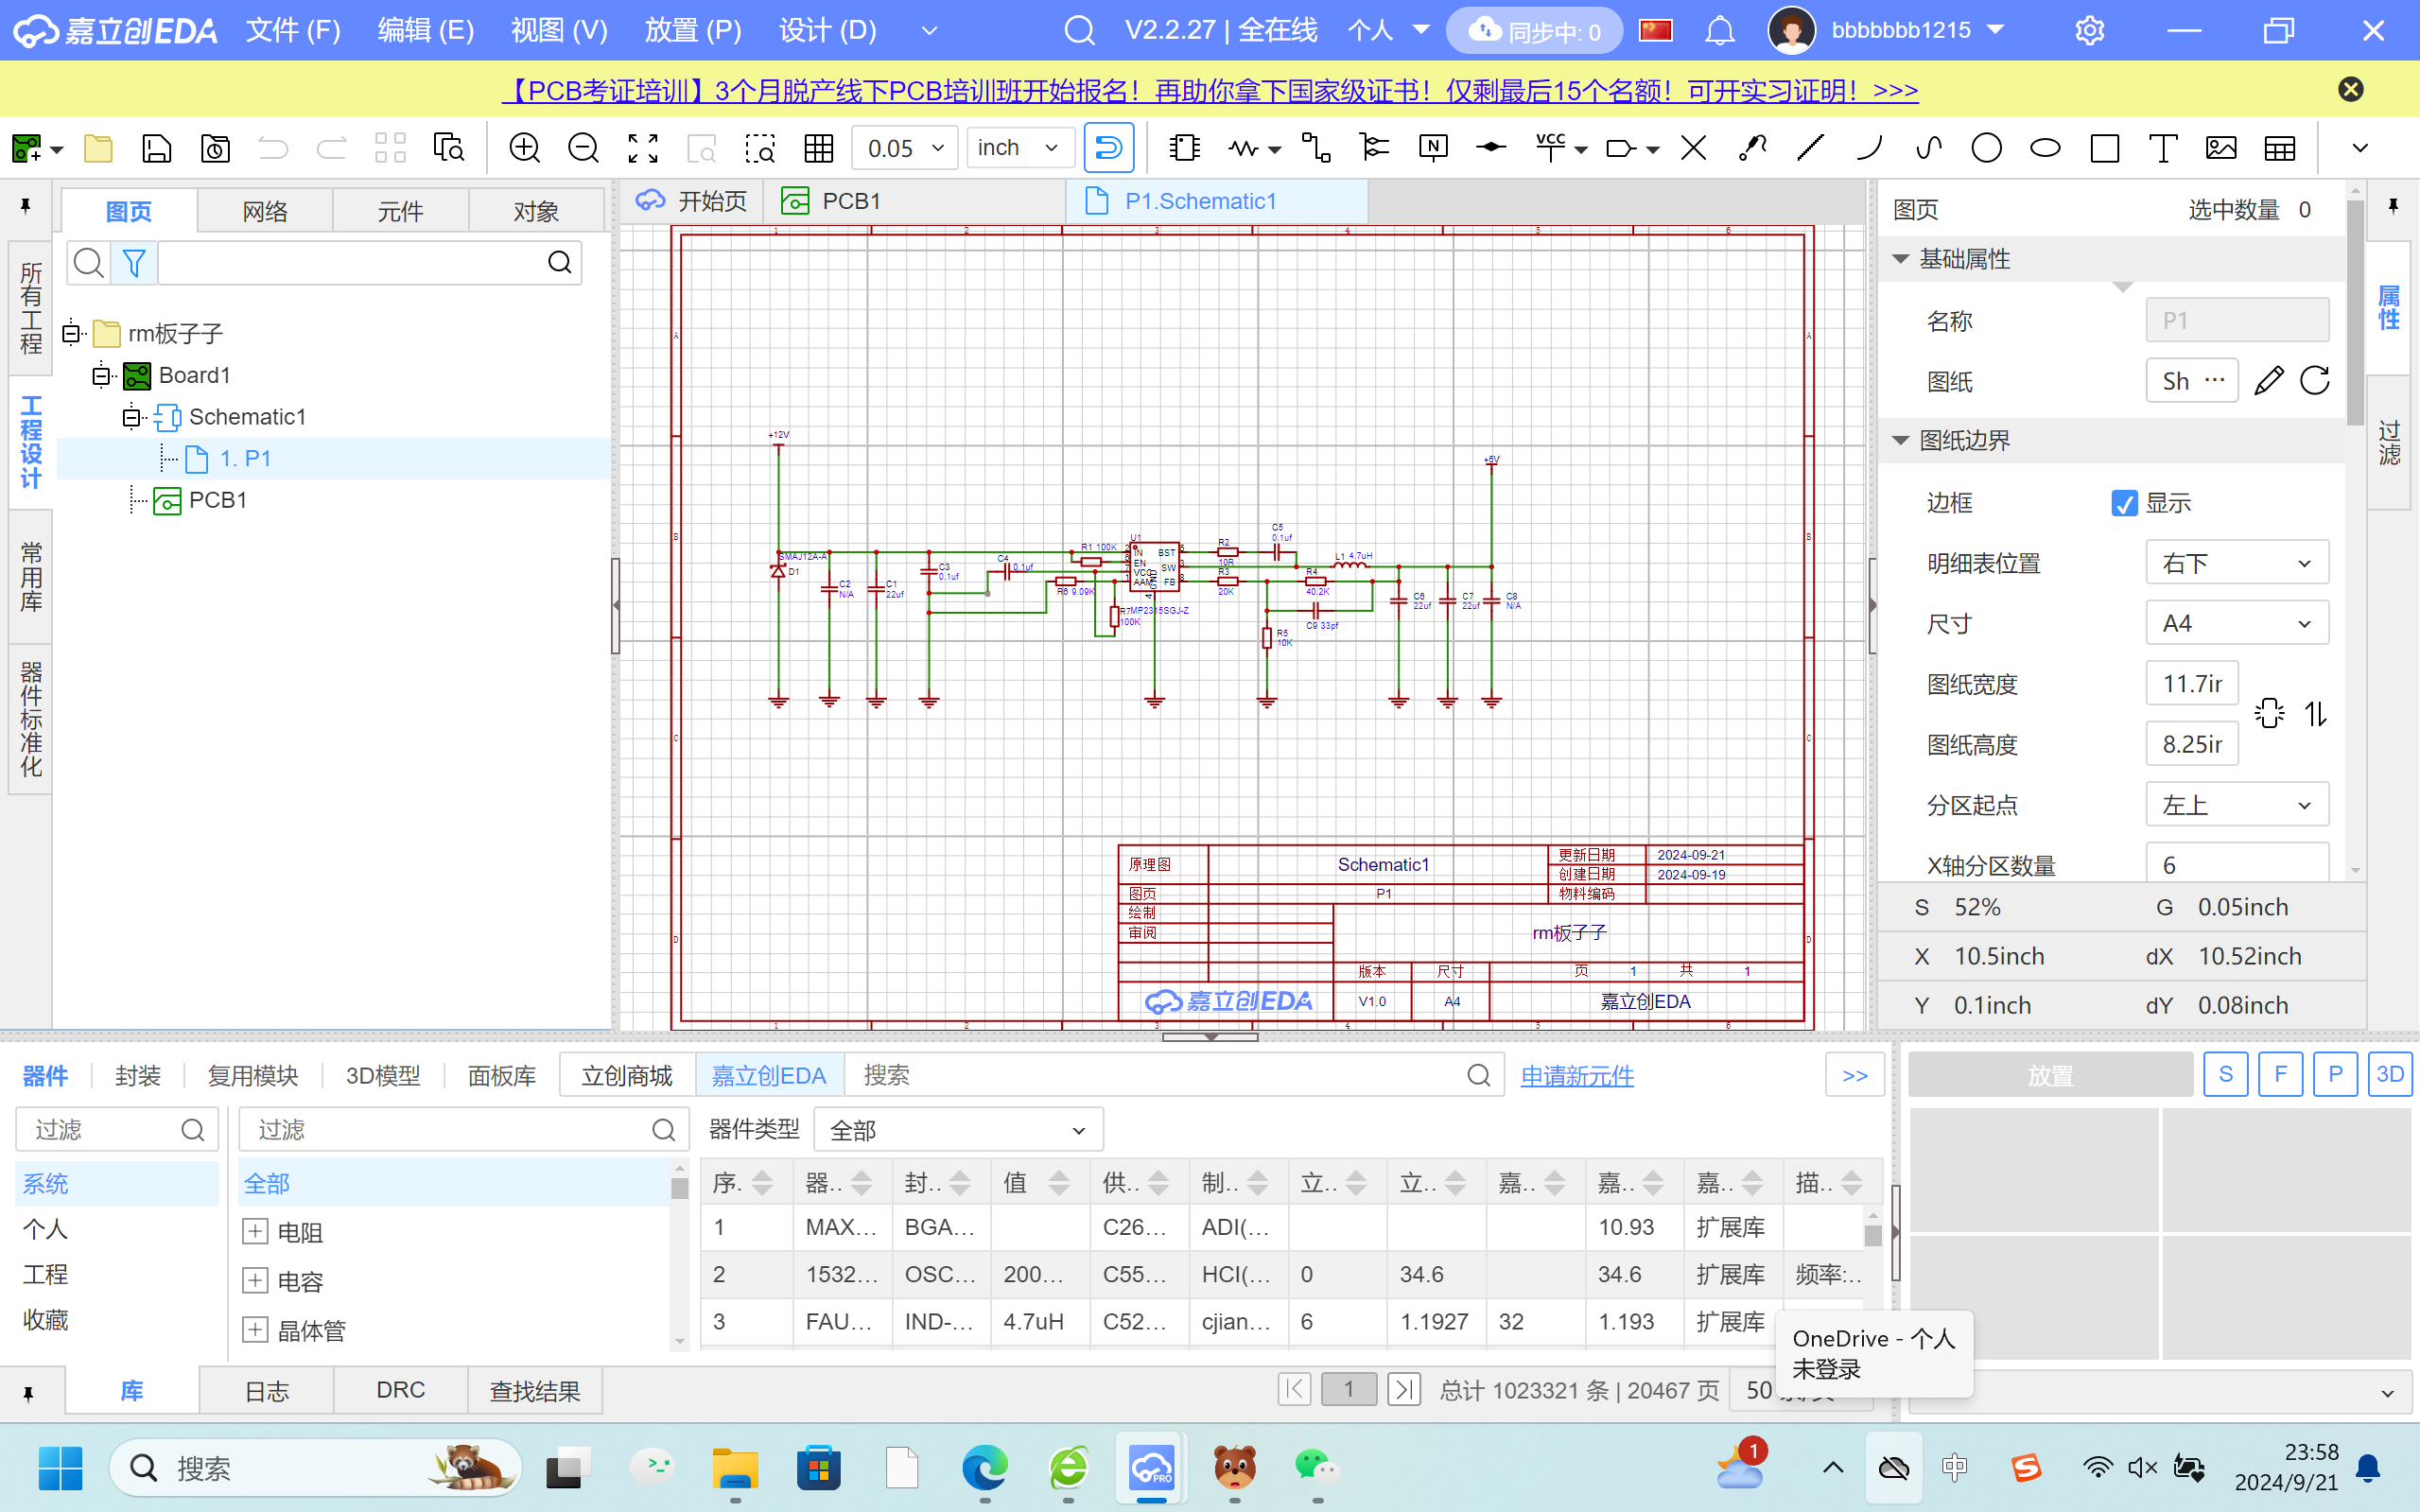 嘉立创EDA 文件 (F) 编辑 (E) 视图 (V) 放置 (P) 设计 (D) V2.2.27 | 全在线 个人 同步中: 0 bbbbbbb1215
【PCB考证培训】3个月脱产线下PCB培训班开始报名！再助你拿下国家级证书！仅剩最后15个名额！可开实习证明！>>>
0.05 inch N VCC T
图页 网络 元件 对象
开始页 PCB1 P1.Schematic1
所有工程
工程设计
常用库
器件标准化
rm板子子
Board1
Schematic1
1. P1
PCB1
1 2 3 4 5 6
A
B
C
D
+12V
+5V
SMAJ12A-A
D1
C2
N/A
C1
22uf
C3
0.1uf
C4
0.1uf
R1 100K
R6 9.09K
R7
100K
U1
IN
EN
VCC
AAM
GND
BST
SW
FB
MP2315SGJ-Z
R2
10R
R3
20K
C5
0.1uf
L1 4.7uH
R4
40.2K
C9 33pf
R5
10K
C6
22uf
C7
22uf
C8
N/A
原理图 Schematic1 更新日期 2024-09-21
创建日期 2024-09-19
图页 P1 物料编码
绘制
审阅
rm板子子
版本 尺寸 页 1 共 1
嘉立创EDA V1.0 A4 嘉立创EDA
A
B
C
D
1 2 3 4 5 6
图页 选中数量 0
基础属性
名称 P1
图纸 Sh ···
图纸边界
边框 显示
明细表位置 右下
尺寸 A4
图纸宽度 11.7ir
图纸高度 8.25ir
分区起点 左上
X轴分区数量 6
S 52% G 0.05inch
X 10.5inch dX 10.52inch
Y 0.1inch dY 0.08inch
属性
过滤
器件 封装 复用模块 3D模型 面板库 立创商城 嘉立创EDA 搜索 申请新元件 >> 放置 S F P 3D
过滤 过滤 器件类型 全部
系统
个人
工程
收藏
全部
电阻
电容
晶体管
序.. 器.. 封.. 值 供.. 制.. 立.. 立.. 嘉.. 嘉.. 嘉.. 描..
1 MAX... BGA... C26... ADI(... 10.93 扩展库
2 1532... OSC... 200... C55... HCI(... 0 34.6 34.6 扩展库 频率:..
3 FAU... IND-... 4.7uH C52... cjian... 6 1.1927 32 1.193 扩展库
OneDrive - 个人
未登录
库 日志 DRC 查找结果 1 总计 1023321 条 | 20467 页 50
搜索 PRO 1 中 23:58
2024/9/21